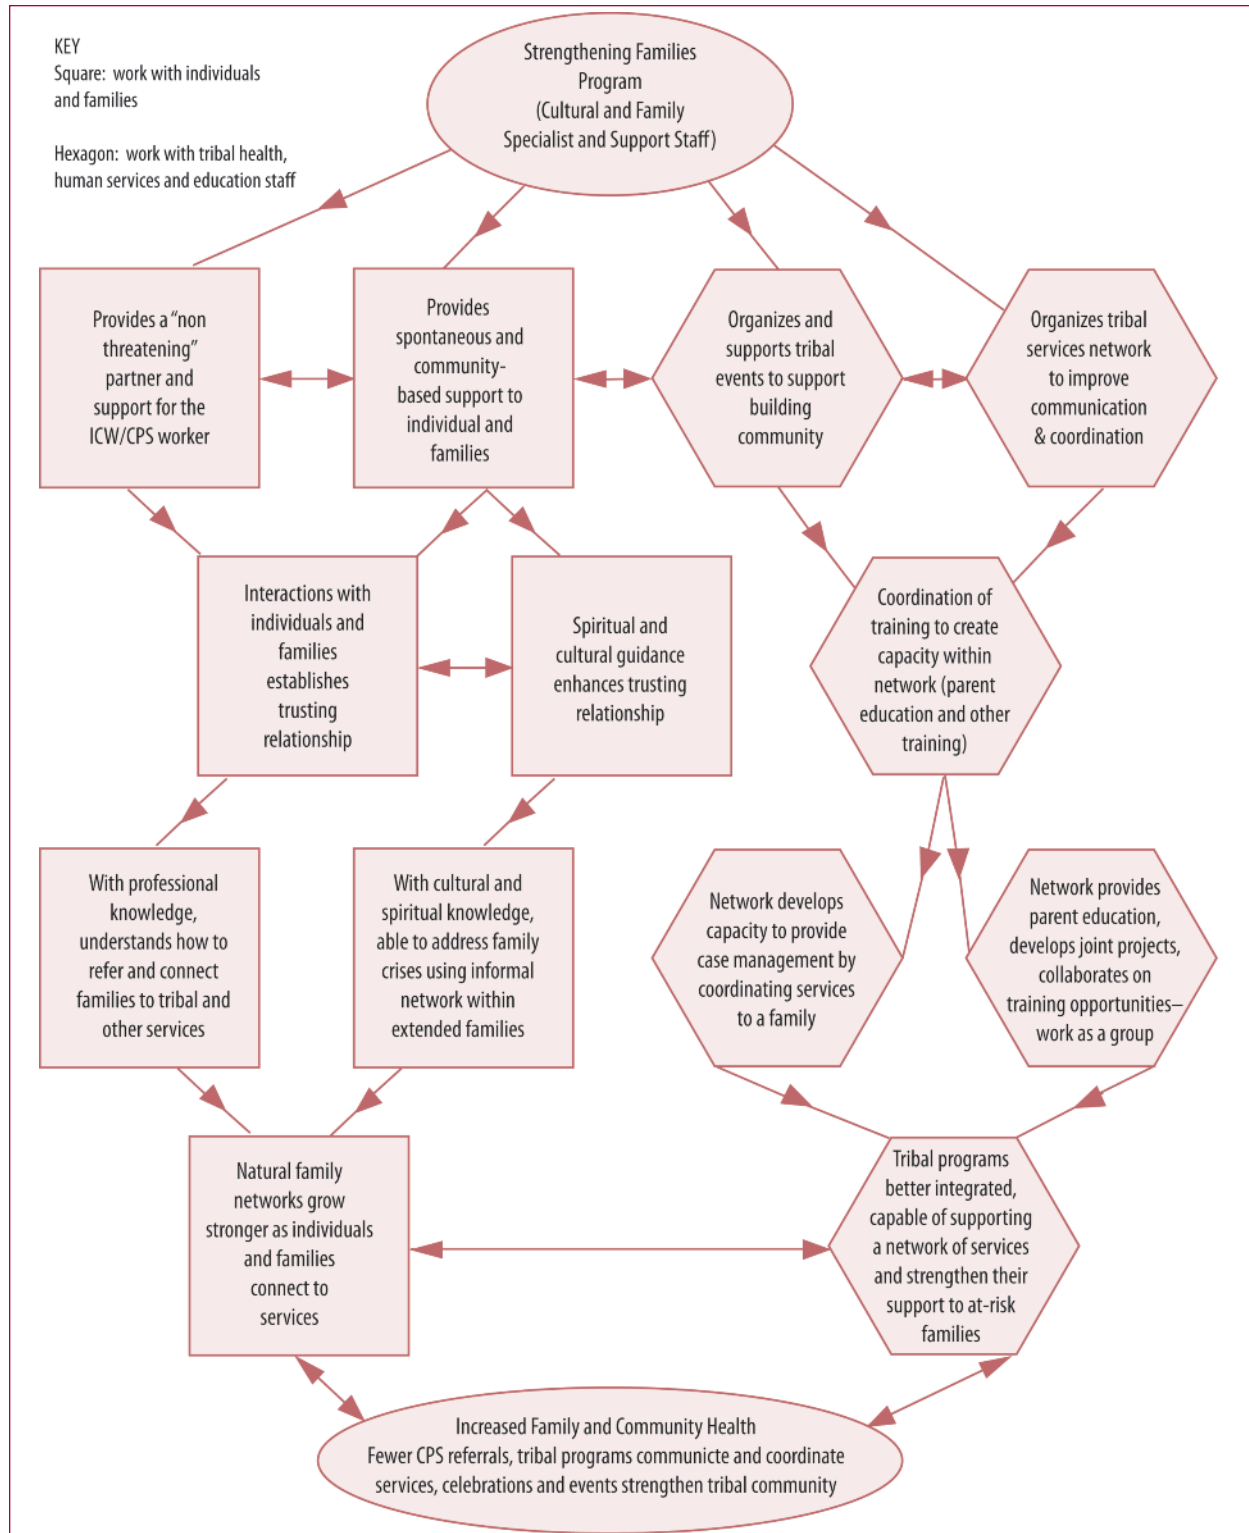 KEY
Square: work with individuals
and families
Hexagon: work with tribal health,
human services and education staff
Strengthening Families
Program
(Cultural and Family
Specialist and Support Staff)
Provides a “non
threatening”
partner and
support for the
ICW/CPS worker
Provides
spontaneous and
community-
based support to
individual and
families
Organizes and
supports tribal
events to support
building
community
Organizes tribal
services network
to improve
communication
& coordination
Interactions with
individuals and
families
establishes
trusting
relationship
Spiritual and
cultural guidance
enhances trusting
relationship
Coordination of
training to create
capacity within
network (parent
education and other
training)
With professional
knowledge,
understands how to
refer and connect
families to tribal and
other services
With cultural and
spiritual knowledge,
able to address family
crises using informal
network within
extended families
Network develops
capacity to provide
case management by
coordinating services
to a family
Network provides
parent education,
develops joint projects,
collaborates on
training opportunities–
work as a group
Natural family
networks grow
stronger as individuals
and families
connect to
services
Tribal programs
better integrated,
capable of supporting
a network of services
and strengthen their
support to at-risk
families
Increased Family and Community Health
Fewer CPS referrals, tribal programs communicte and coordinate
services, celebrations and events strengthen tribal community